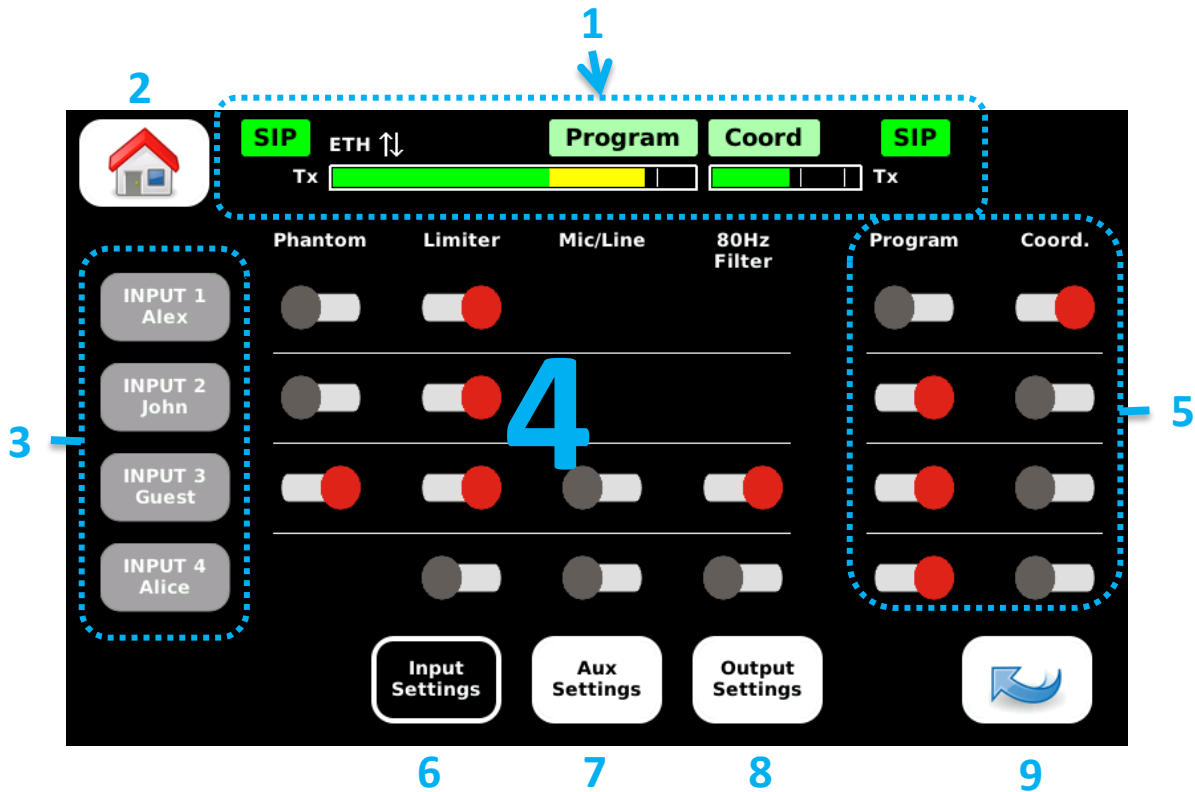 1
2
SIP
ETH
Program
Coord
SIP
Tx
Tx
Phantom
Limiter
Mic/Line
80Hz
Filter
Program
Coord.
INPUT 1
Alex
INPUT 2
John
3
4
5
INPUT 3
Guest
INPUT 4
Alice
Input
Settings
Aux
Settings
Output
Settings
6
7
8
9